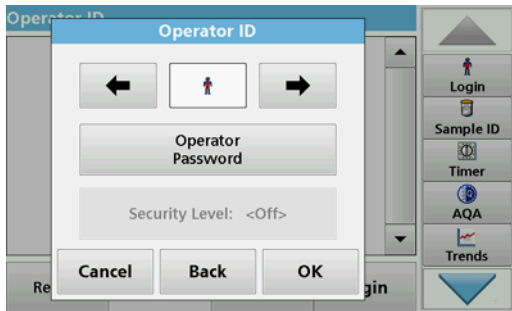 Operator ID
Operator ID
Login
Sample ID
Operator
Password
Timer
AQA
Security Level: <Off>
Trends
Cancel
Back
OK